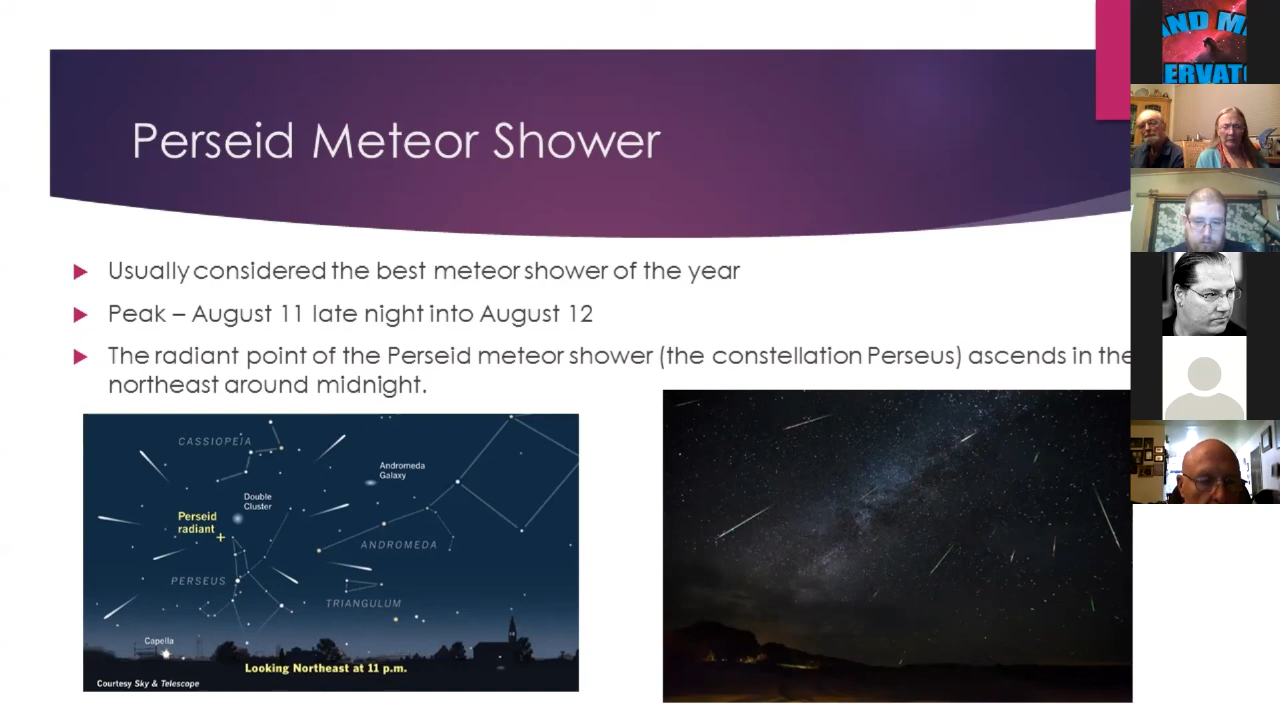 Perseid Meteor Shower
Usually considered the best meteor shower of the year
Peak – August 11 late night into August 12
The radiant point of the Perseid meteor shower (the constellation Perseus) ascends in the
northeast around midnight.
CASSIOPEIA
Andromeda
Galaxy
Double
Cluster
Perseid
radiant
ANDROMEDA
PERSEUS
TRIANGULUM
Capella
Looking Northeast at 11 p.m.
Courtesy Sky & Telescope